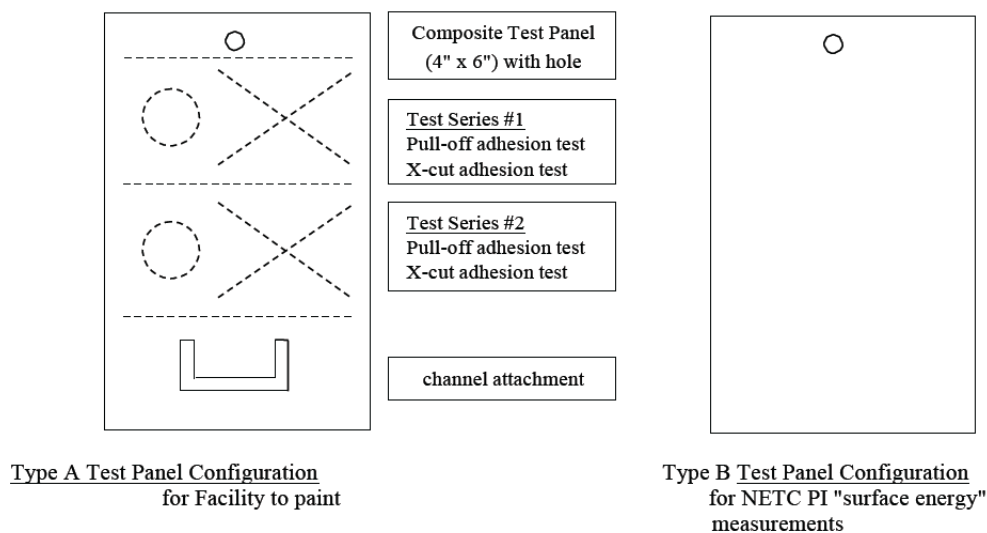 Composite Test Panel
(4" x 6") with hole
Test Series #1
Pull-off adhesion test
X-cut adhesion test
Test Series #2
Pull-off adhesion test
X-cut adhesion test
channel attachment
Type A Test Panel Configuration
for Facility to paint
Type B Test Panel Configuration
for NETC PI "surface energy"
measurements